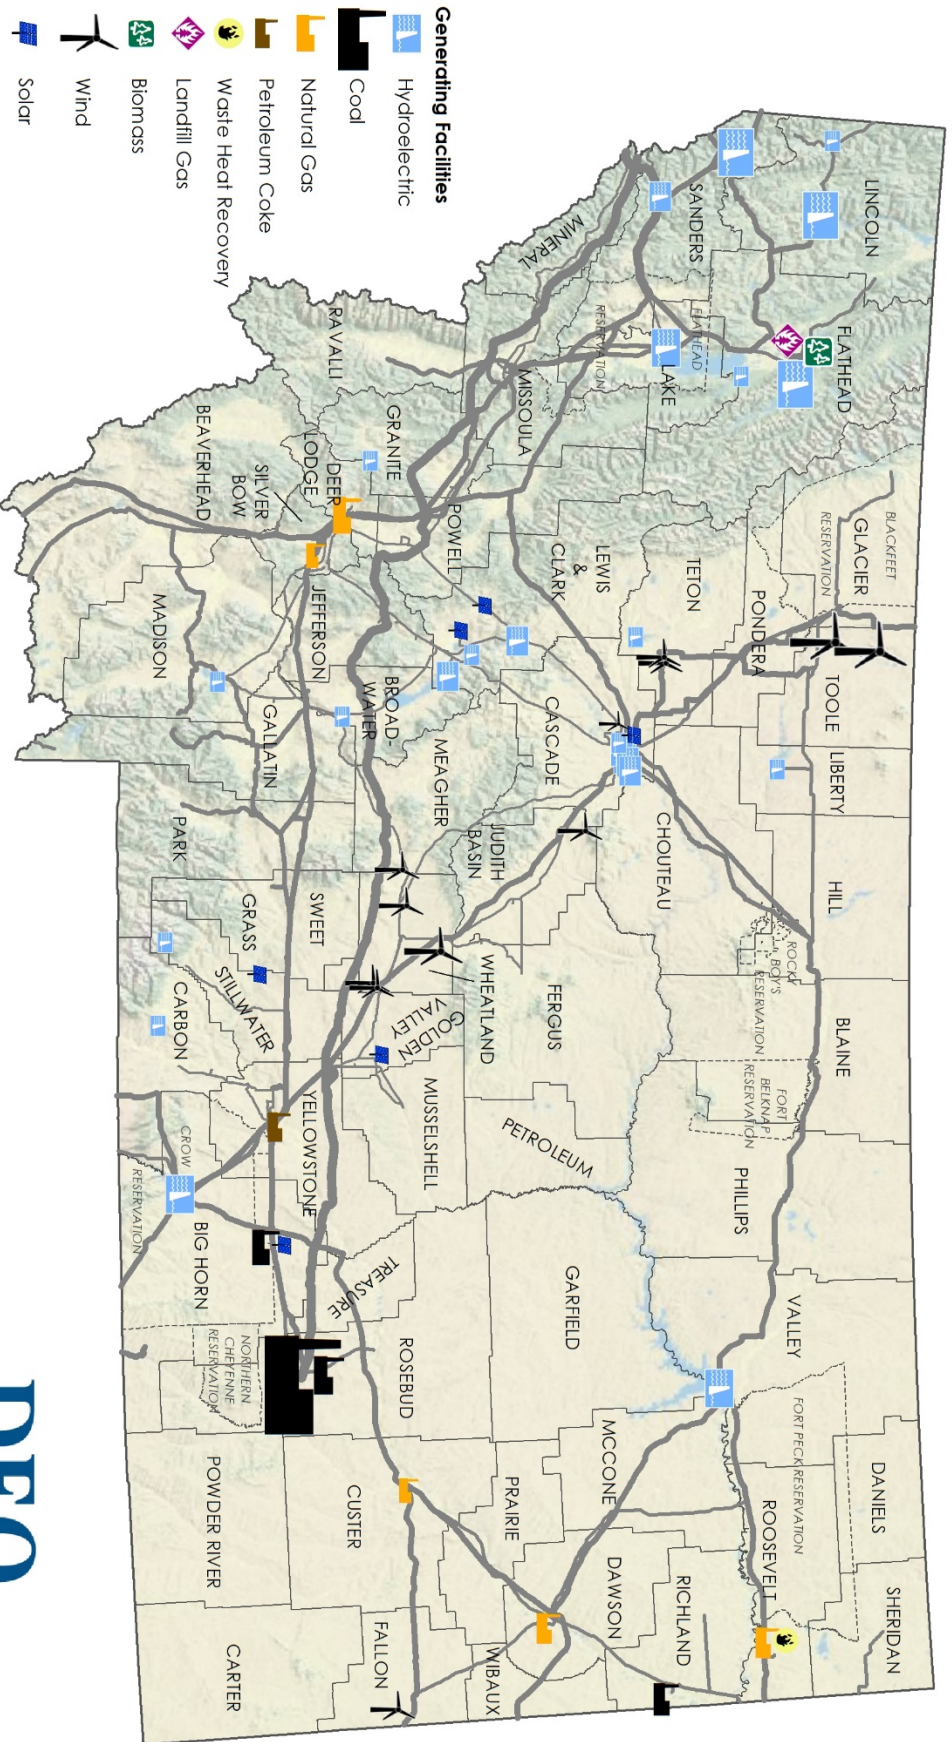 LINCOLN
FLATHEAD
SANDERS
FLATHEAD
RESERVATION
LAKE
MINERAL
MISSOULA
RAVALLI
GRANITE
POWELL
DEER
LODGE
SILVER
BOW
BEAVERHEAD
MADISON
JEFFERSON
LEWIS
&
CLARK
BLACKFEET
RESERVATION
GLACIER
PONDERA
TETON
TOOLE
LIBERTY
CASCADE
BROAD-
WATER
MEAGHER
GALLATIN
PARK
CHOUTEAU
HILL
ROCKY
BOY'S
RESERVATION
JUDITH
BASIN
FERGUS
WHEATLAND
GOLDEN
VALLEY
SWEET
GRASS
STILLWATER
CARBON
BLAINE
FORT
BELKNAP
RESERVATION
PHILLIPS
PETROLEUM
MUSSELSHELL
YELLOWSTONE
CROW
RESERVATION
BIG HORN
TREASURE
NORTHERN
CHEYENNE
RESERVATION
ROSEBUD
GARFIELD
VALLEY
FORT PECK RESERVATION
DANIELS
SHERIDAN
ROOSEVELT
MCCONE
RICHLAND
DAWSON
PRAIRIE
WIBAUX
CUSTER
FALLON
POWDER RIVER
CARTER
Generating Facilities
Hydroelectric
Coal
Natural Gas
Petroleum Coke
Waste Heat Recovery
Landfill Gas
Biomass
Wind
Solar
DEQ